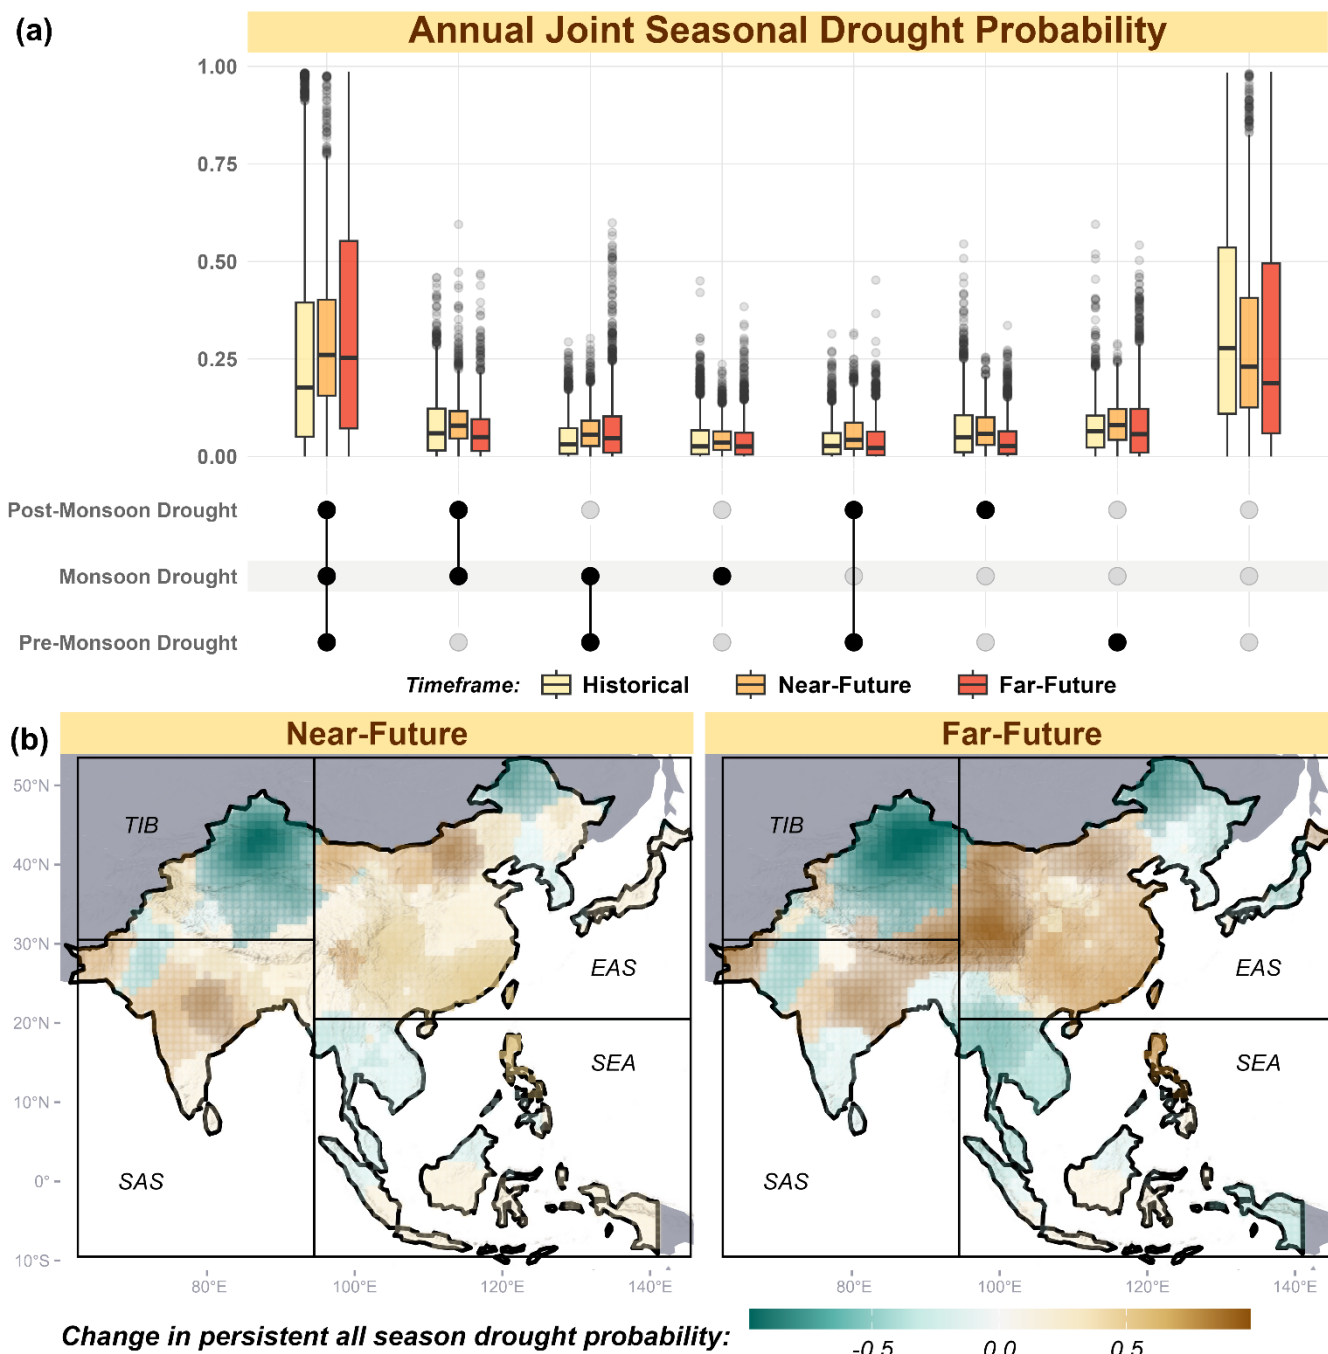 (a)
Annual Joint Seasonal Drought Probability
1.00
0.75
0.50
0.25
0.00
Post-Monsoon Drought
Monsoon Drought
Pre-Monsoon Drought
Timeframe: Historical Near-Future Far-Future
(b)
Near-Future Far-Future
50°N
40°N
30°N
20°N
10°N
0°
10°S
TIB
EAS
SEA
SAS
TIB
EAS
SEA
SAS
80°E 100°E 120°E 140°E 80°E 100°E 120°E 140°E
Change in persistent all season drought probability:
-0.5 0.0 0.5